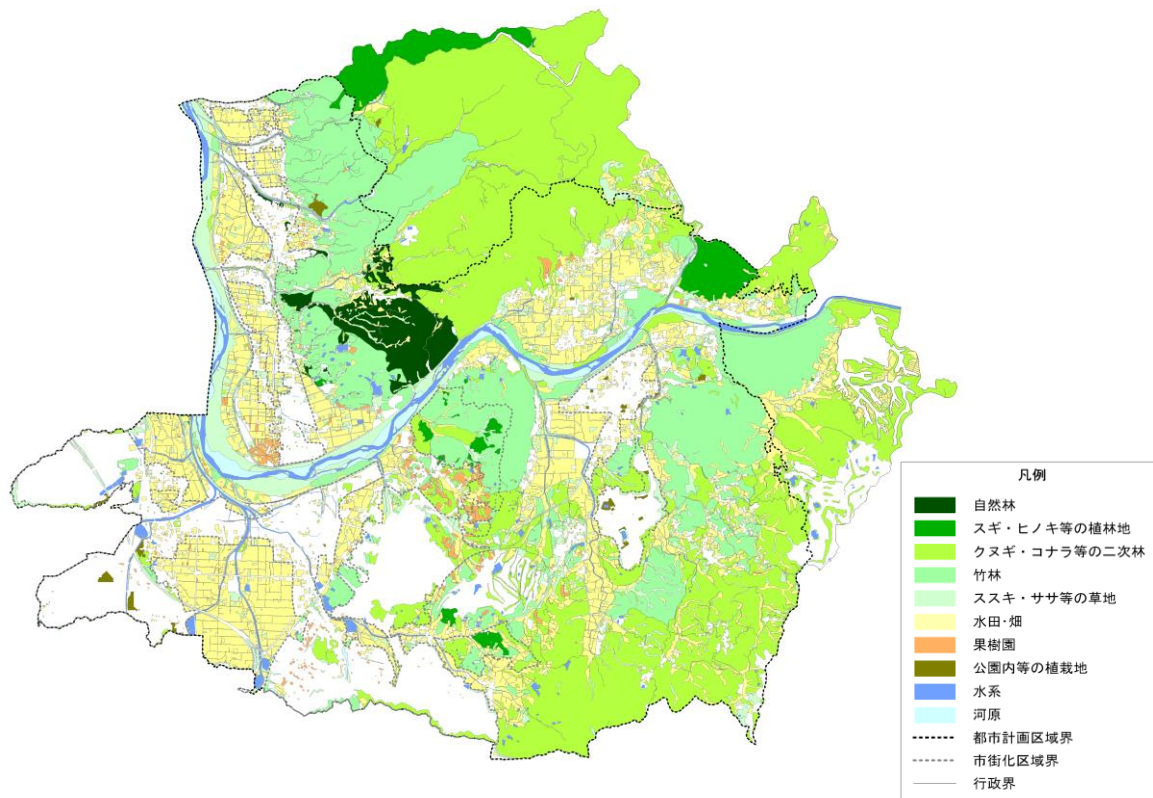 凡例
自然林
スギ・ヒノキ等の植林地
クヌギ・コナラ等の二次林
竹林
ススキ・ササ等の草地
水田・畑
果樹園
公園内等の植栽地
水系
河原
都市計画区域界
市街化区域界
行政界